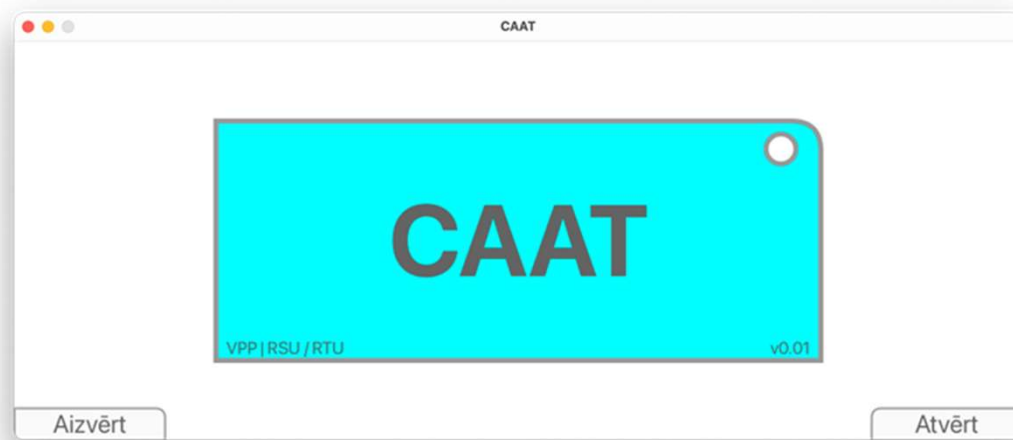 CAAT
CAAT
VPP | RSU / RTU
v0.01
Aizvērt
Atvērt